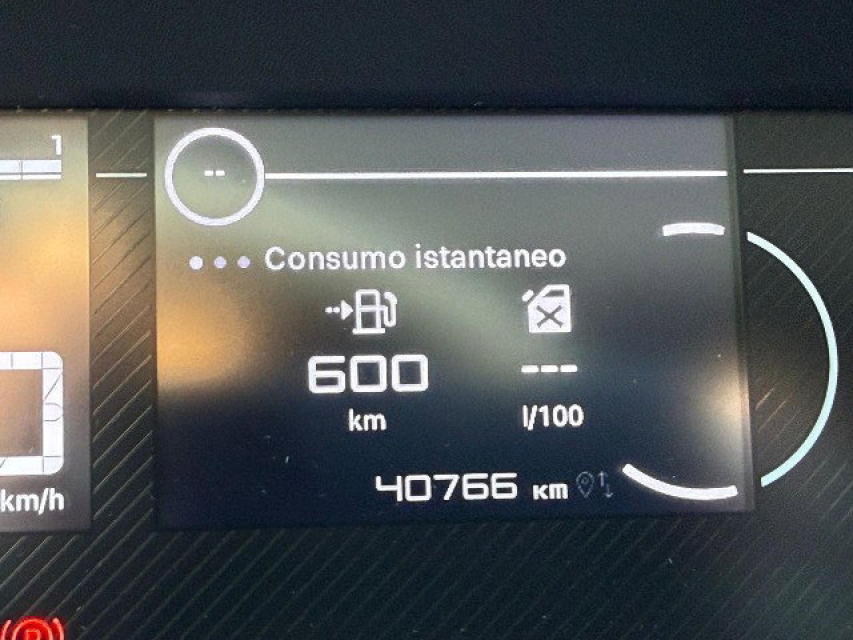 1
--
Consumo istantaneo
600
---
km
l/100
km/h
40766 km
P